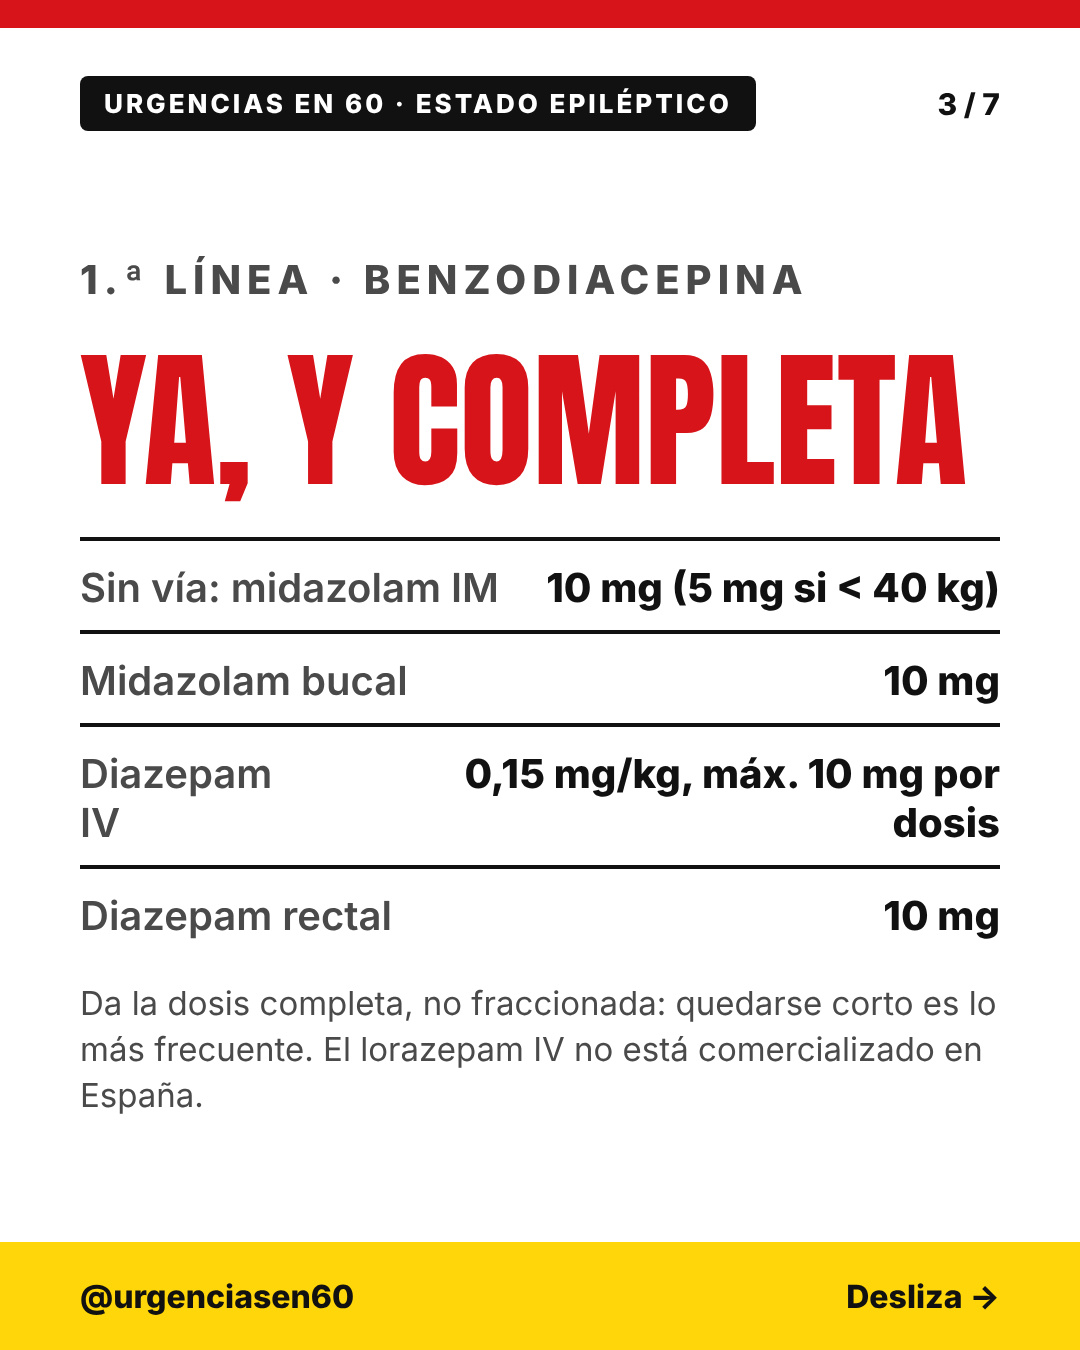 URGENCIAS EN 60 · ESTADO EPILÉPTICO
3 / 7
1.ª LÍNEA · BENZODIACEPINA
YA, Y COMPLETA
Sin vía: midazolam IM 10 mg (5 mg si < 40 kg)
Midazolam bucal 10 mg
Diazepam 0,15 mg/kg, máx. 10 mg por
IV dosis
Diazepam rectal 10 mg
Da la dosis completa, no fraccionada: quedarse corto es lo
más frecuente. El lorazepam IV no está comercializado en
España.
@urgenciasen60 Desliza →